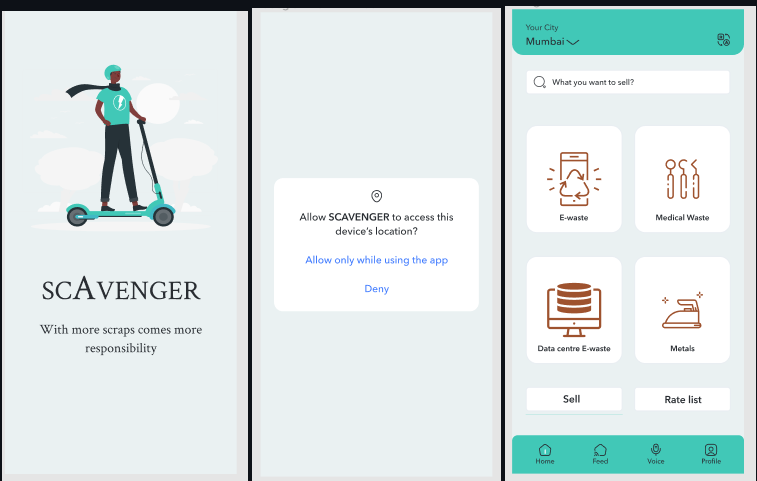 SCAVENGER
With more scraps comes more
responsibility
Allow SCAVENGER to access this
device's location?
Allow only while using the app
Deny
Your City
Mumbai
What you want to sell?
E-waste
Medical Waste
Data centre E-waste
Metals
Sell
Rate list
Home
Feed
Voice
Profile